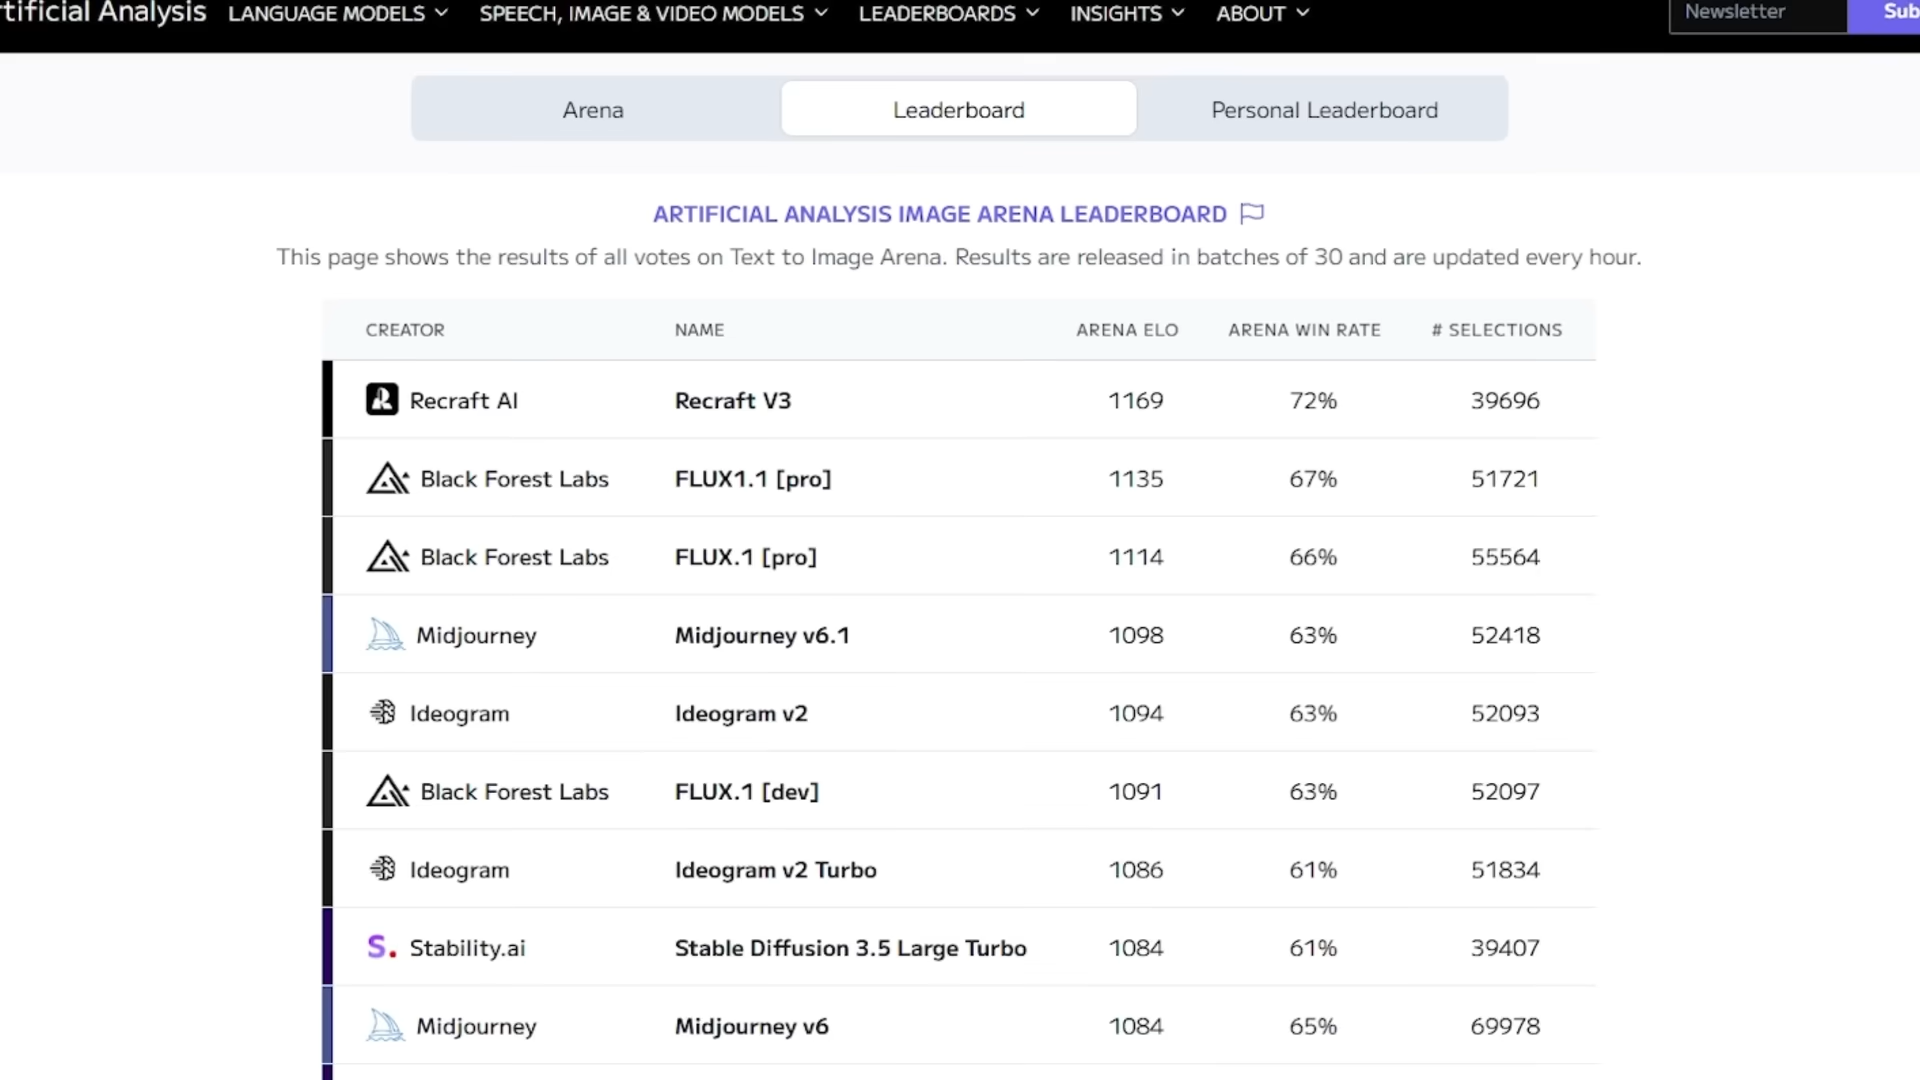 rtificial Analysis LANGUAGE MODELS SPEECH, IMAGE & VIDEO MODELS LEADERBOARDS INSIGHTS ABOUT Newsletter Sub
Arena Leaderboard Personal Leaderboard
ARTIFICIAL ANALYSIS IMAGE ARENA LEADERBOARD
This page shows the results of all votes on Text to Image Arena. Results are released in batches of 30 and are updated every hour.
CREATOR NAME ARENA ELO ARENA WIN RATE # SELECTIONS
Recraft AI Recraft V3 1169 72% 39696
Black Forest Labs FLUX1.1 [pro] 1135 67% 51721
Black Forest Labs FLUX.1 [pro] 1114 66% 55564
Midjourney Midjourney v6.1 1098 63% 52418
Ideogram Ideogram v2 1094 63% 52093
Black Forest Labs FLUX.1 [dev] 1091 63% 52097
Ideogram Ideogram v2 Turbo 1086 61% 51834
S. Stability.ai Stable Diffusion 3.5 Large Turbo 1084 61% 39407
Midjourney Midjourney v6 1084 65% 69978